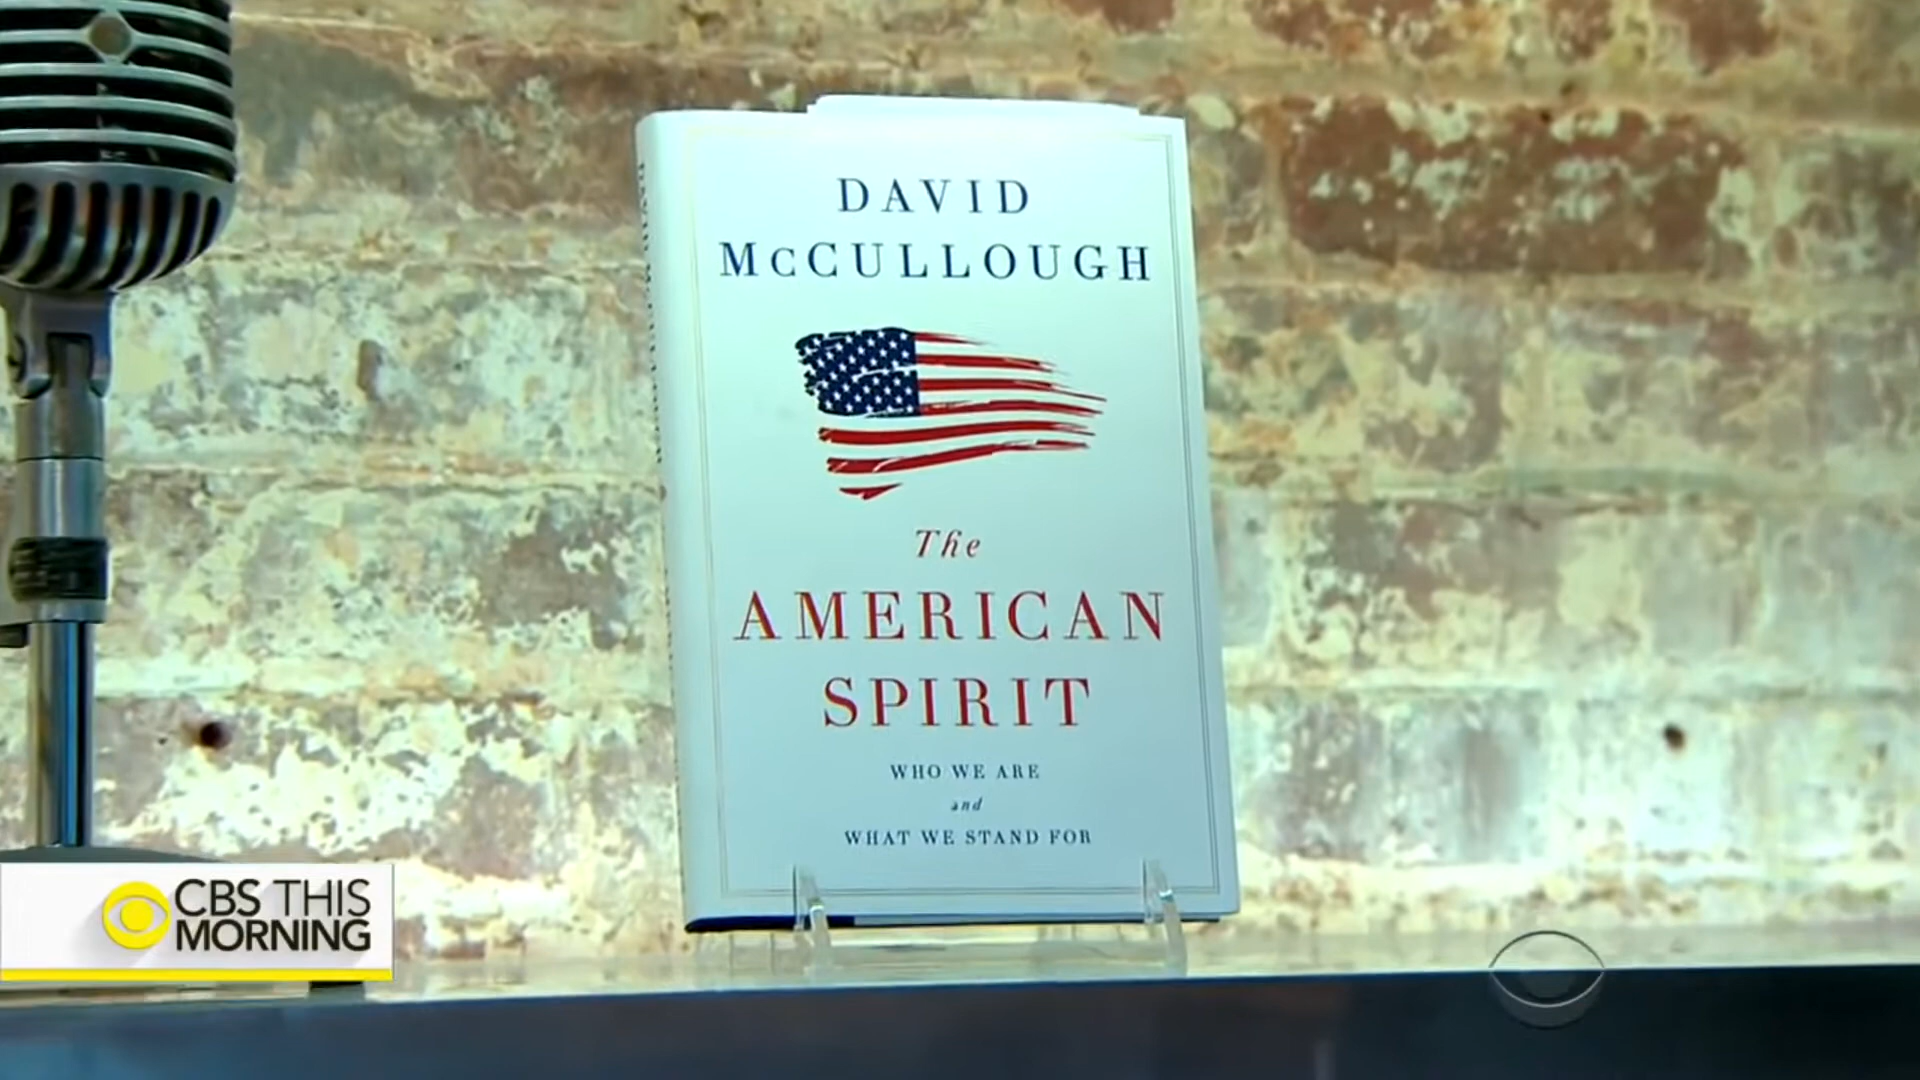 DAVID
McCULLOUGH
The
AMERICAN
SPIRIT
WHO WE ARE
and
WHAT WE STAND FOR
CBS THIS
MORNING